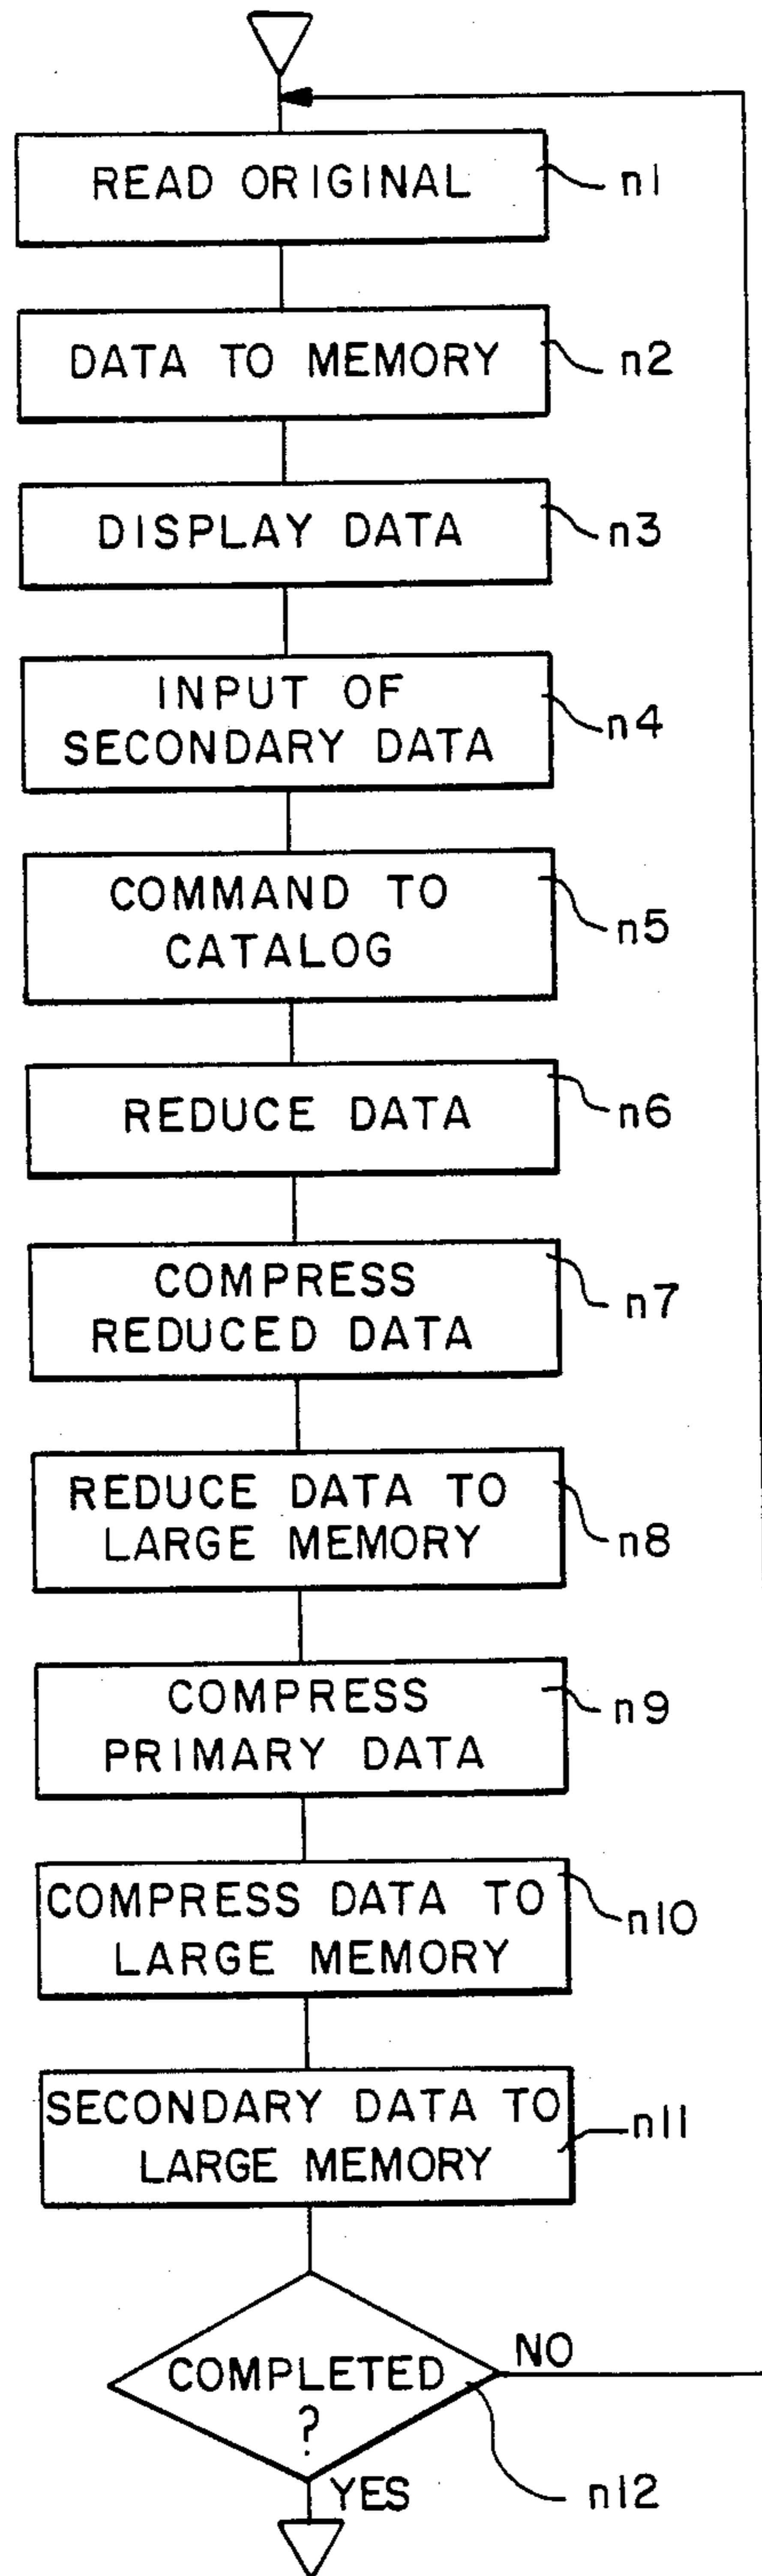 READ ORIGINAL
n1
DATA TO MEMORY
n2
DISPLAY DATA
n3
INPUT OF
SECONDARY DATA
n4
COMMAND TO
CATALOG
n5
REDUCE DATA
n6
COMPRESS
REDUCED DATA
n7
REDUCE DATA TO
LARGE MEMORY
n8
COMPRESS
PRIMARY DATA
n9
COMPRESS DATA TO
LARGE MEMORY
n10
SECONDARY DATA TO
LARGE MEMORY
n11
COMPLETED
?
NO
YES
n12